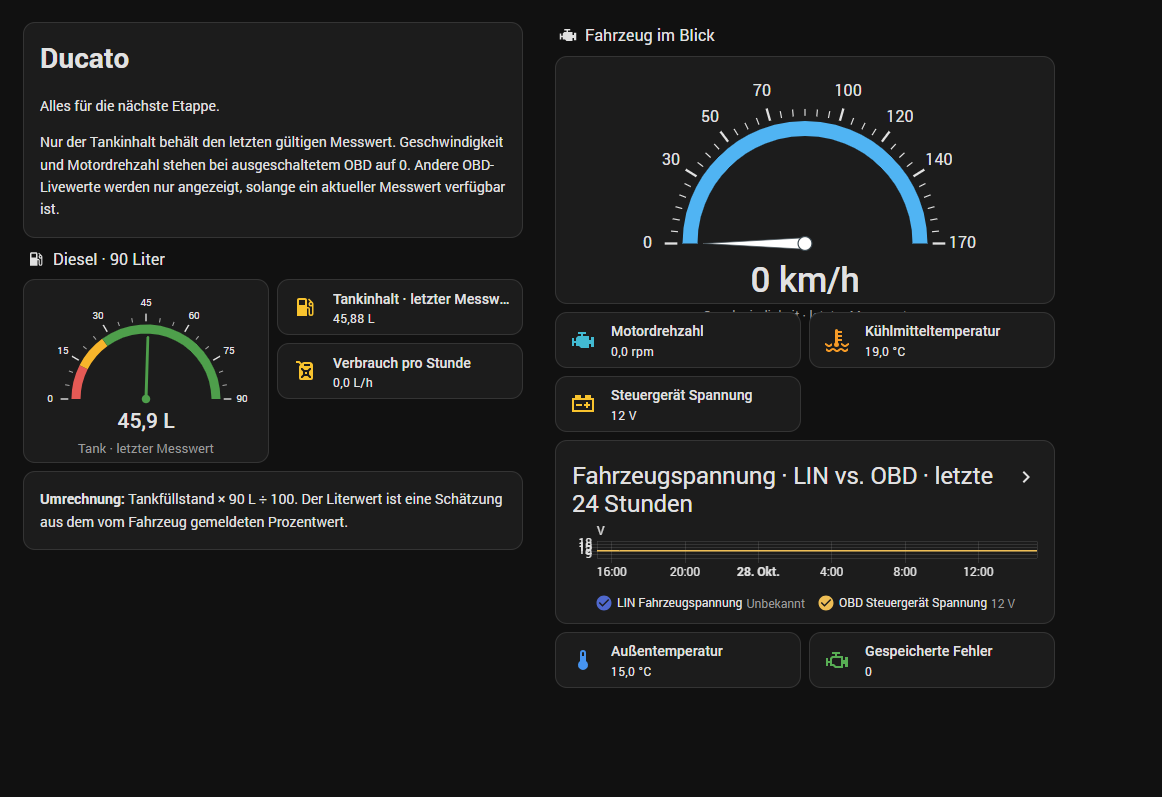 Ducato
Alles für die nächste Etappe.
Nur der Tankinhalt behält den letzten gültigen Messwert. Geschwindigkeit
und Motordrehzahl stehen bei ausgeschaltetem OBD auf 0. Andere OBD-
Livewerte werden nur angezeigt, solange ein aktueller Messwert verfügbar
ist.
Diesel · 90 Liter
0
15
30
45
60
75
90
45,9 L
Tank · letzter Messwert
Tankinhalt · letzter Messw...
45,88 L
Verbrauch pro Stunde
0,0 L/h
Umrechnung: Tankfüllstand × 90 L ÷ 100. Der Literwert ist eine Schätzung
aus dem vom Fahrzeug gemeldeten Prozentwert.
Fahrzeug im Blick
0
30
50
70
100
120
140
170
0 km/h
Motordrehzahl
0,0 rpm
Kühlmitteltemperatur
19,0 °C
Steuergerät Spannung
12 V
Fahrzeugspannung · LIN vs. OBD · letzte
24 Stunden
V
16:00 20:00 28. Okt. 4:00 8:00 12:00
LIN Fahrzeugspannung Unbekannt OBD Steuergerät Spannung 12 V
Außentemperatur
15,0 °C
Gespeicherte Fehler
0